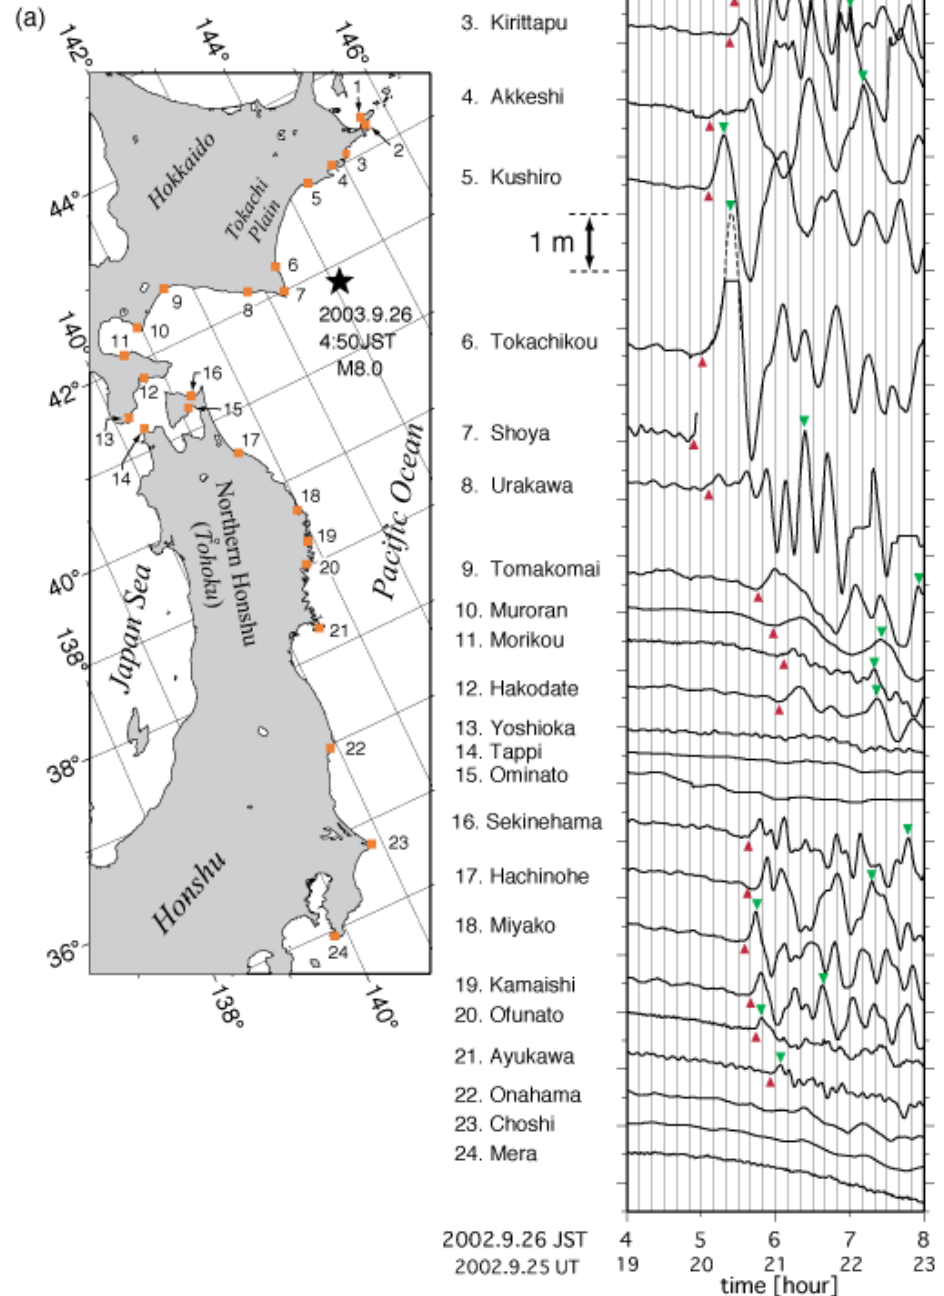 (a)
142°
144°
146°
44°
140°
42°
40°
138°
38°
36°
138°
140°
Hokkaido
Tokachi
Plain
1
2
3
4
5
6
7
8
9
10
11
12
13
14
15
16
17
18
19
20
21
22
23
24
2003.9.26
4:50JST
M8.0
Northern Honshu
(Tohoku)
Pacific Ocean
Japan Sea
Honshu
3. Kirittapu
4. Akkeshi
5. Kushiro
1 m
6. Tokachikou
7. Shoya
8. Urakawa
9. Tomakomai
10. Muroran
11. Morikou
12. Hakodate
13. Yoshioka
14. Tappi
15. Ominato
16. Sekinehama
17. Hachinohe
18. Miyako
19. Kamaishi
20. Ofunato
21. Ayukawa
22. Onahama
23. Choshi
24. Mera
2002.9.26 JST 4 5 6 7 8
2002.9.25 UT 19 20 21 22 23
time [hour]